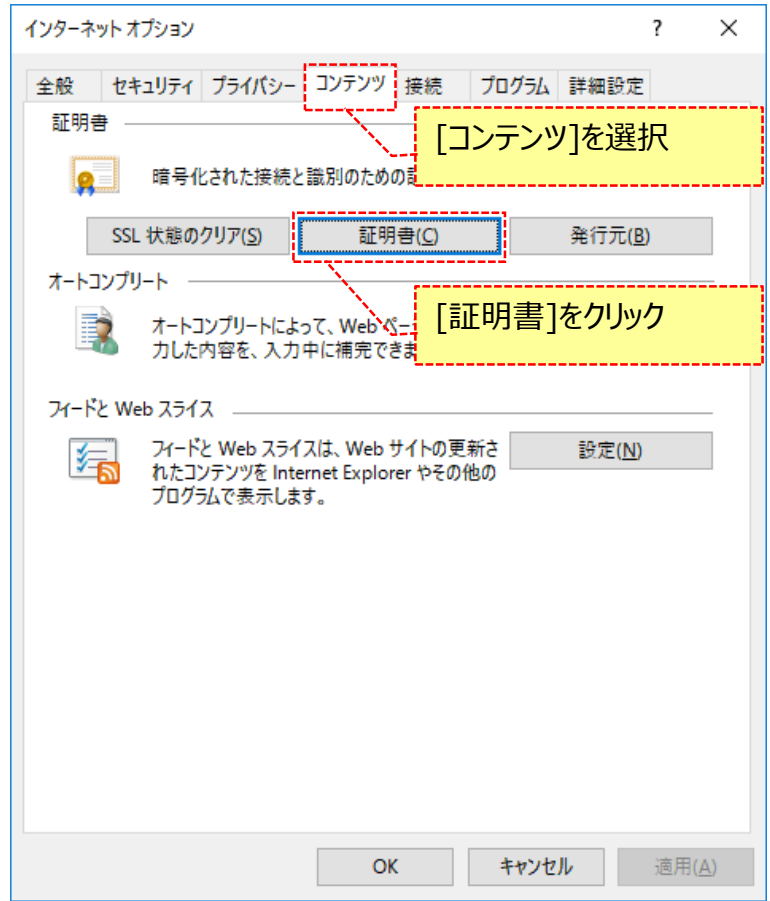 インターネット オプション
?
全般 セキュリティ プライバシー コンテンツ 接続 プログラム 詳細設定
証明書
[コンテンツ]を選択
暗号化された接続と識別のための
SSL 状態のクリア(S) 証明書(C) 発行元(B)
オートコンプリート
[証明書]をクリック
オートコンプリートによって、Web ペー
力した内容を、入力中に補完できま
フィードと Web スライス
フィードと Web スライスは、Web サイトの更新さ
れたコンテンツを Internet Explorer やその他の
プログラムで表示します。
設定(N)
OK キャンセル 適用(A)